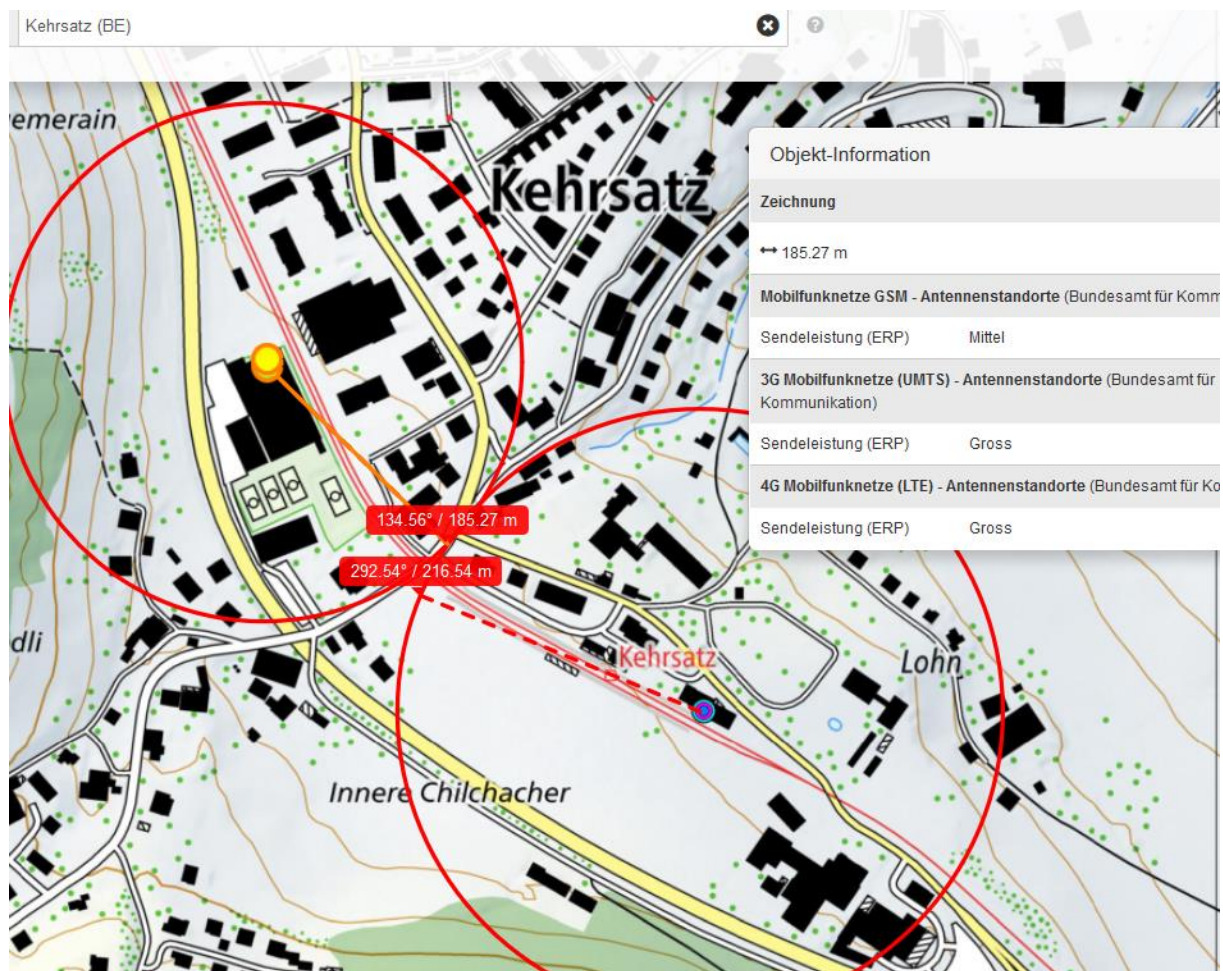 Kehrsatz (BE)
emerain
Kehrsatz
Objekt-Information
Zeichnung
↔ 185.27 m
Mobilfunknetze GSM - Antennenstandorte (Bundesamt für Komm
Sendeleistung (ERP) Mittel
3G Mobilfunknetze (UMTS) - Antennenstandorte (Bundesamt für
Kommunikation)
Sendeleistung (ERP) Gross
4G Mobilfunknetze (LTE) - Antennenstandorte (Bundesamt für Ko
Sendeleistung (ERP) Gross
134.56° / 185.27 m
292.54° / 216.54 m
dli
Kehrsatz
Lohn
Innere Chilchacher